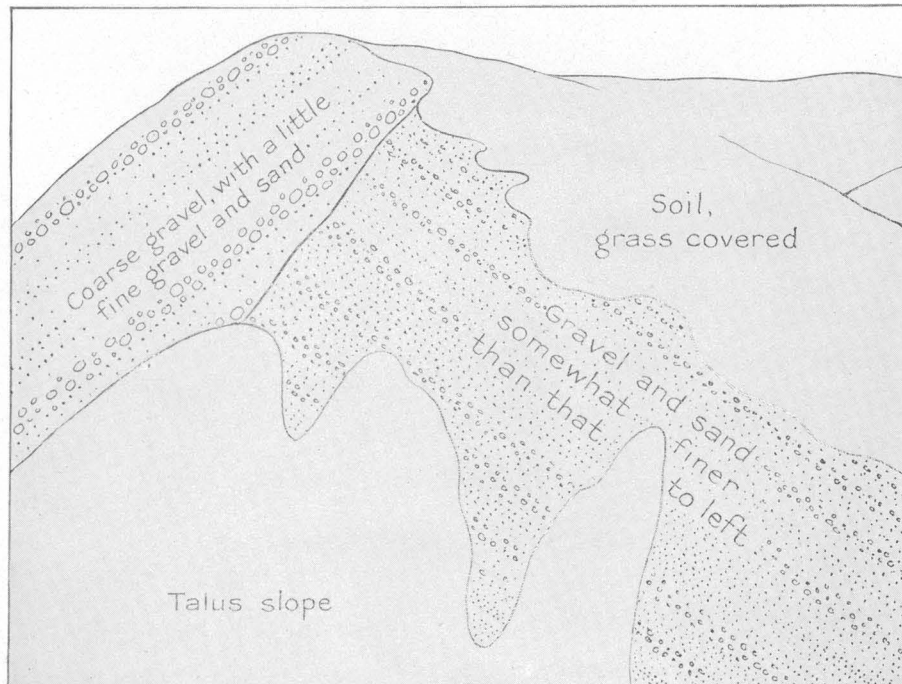 Coarse gravel, with a little
fine gravel and sand
Soil,
grass covered
Gravel and sand
somewhat finer
than that to left
Talus slope